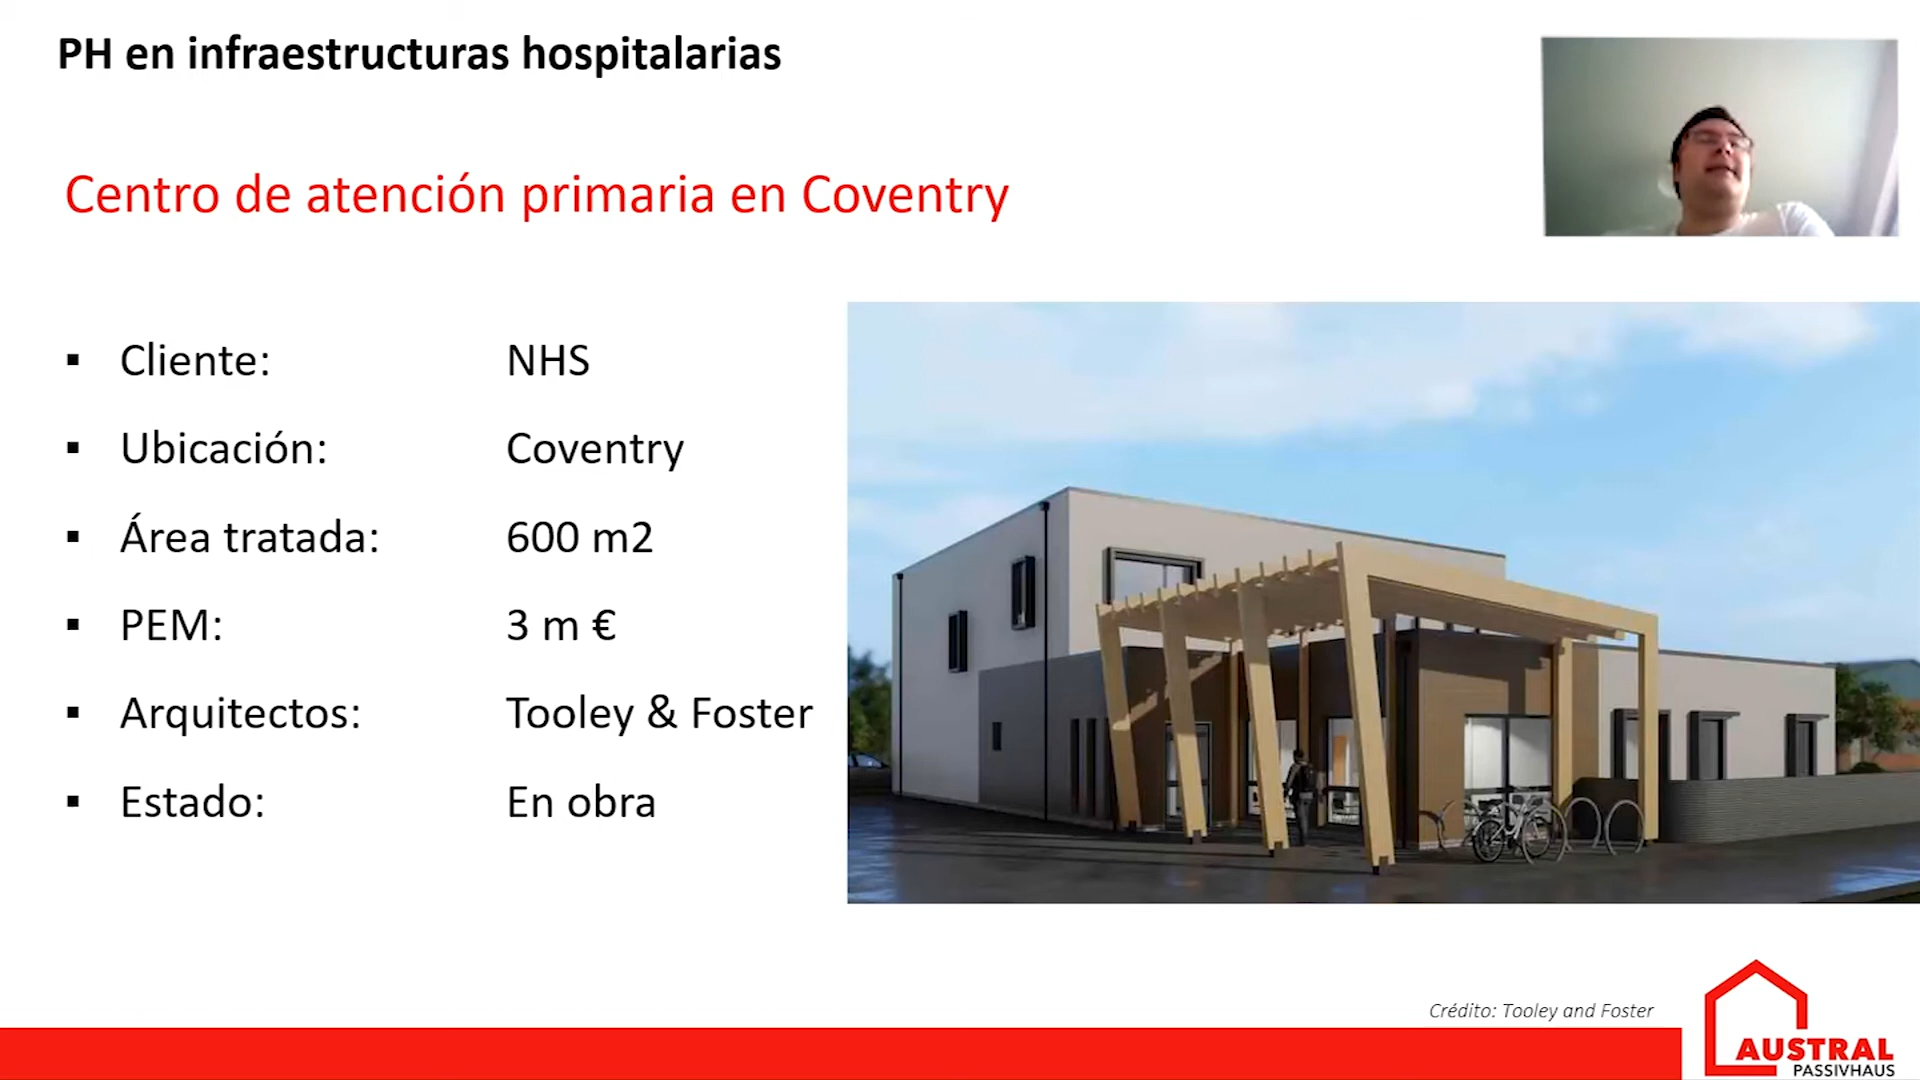 PH en infraestructuras hospitalarias
Centro de atención primaria en Coventry
▪ Cliente: NHS
▪ Ubicación: Coventry
▪ Área tratada: 600 m2
▪ PEM: 3 m €
▪ Arquitectos: Tooley & Foster
▪ Estado: En obra
Crédito: Tooley and Foster
AUSTRAL
PASSIVHAUS